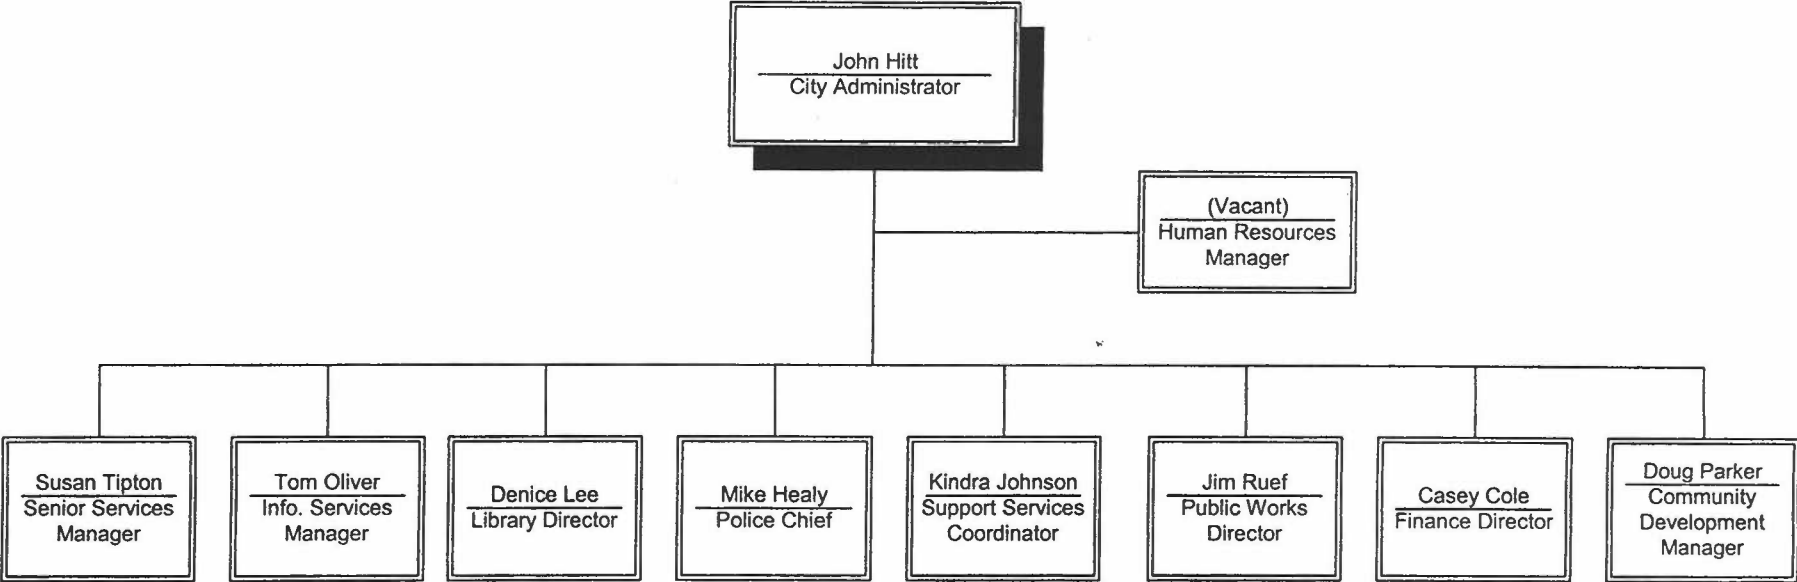 John Hitt
City Administrator
(Vacant)
Human Resources
Manager
Susan Tipton
Senior Services
Manager
Tom Oliver
Info. Services
Manager
Denice Lee
Library Director
Mike Healy
Police Chief
Kindra Johnson
Support Services
Coordinator
Jim Ruef
Public Works
Director
Casey Cole
Finance Director
Doug Parker
Community
Development
Manager